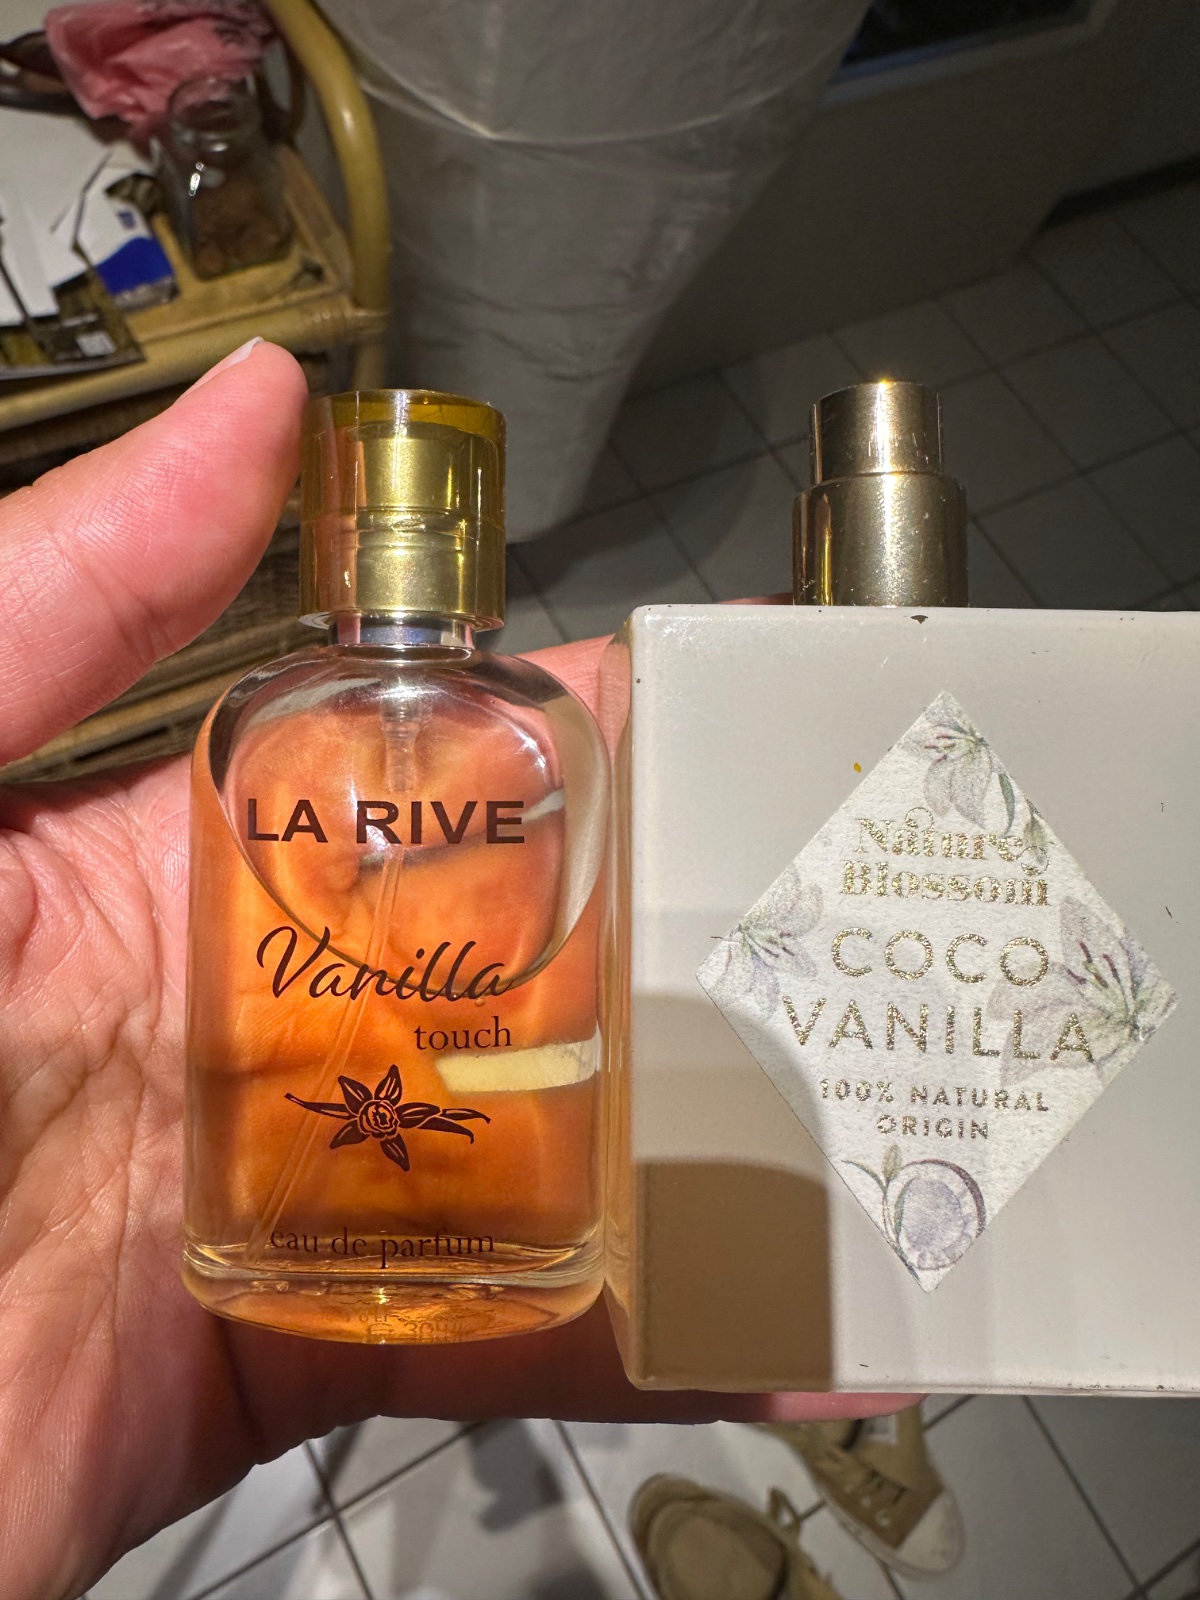 LA RIVE
Vanilla
touch
eau de parfum
Nature
Blossom
COCO
VANILLA
100% NATURAL
ORIGIN